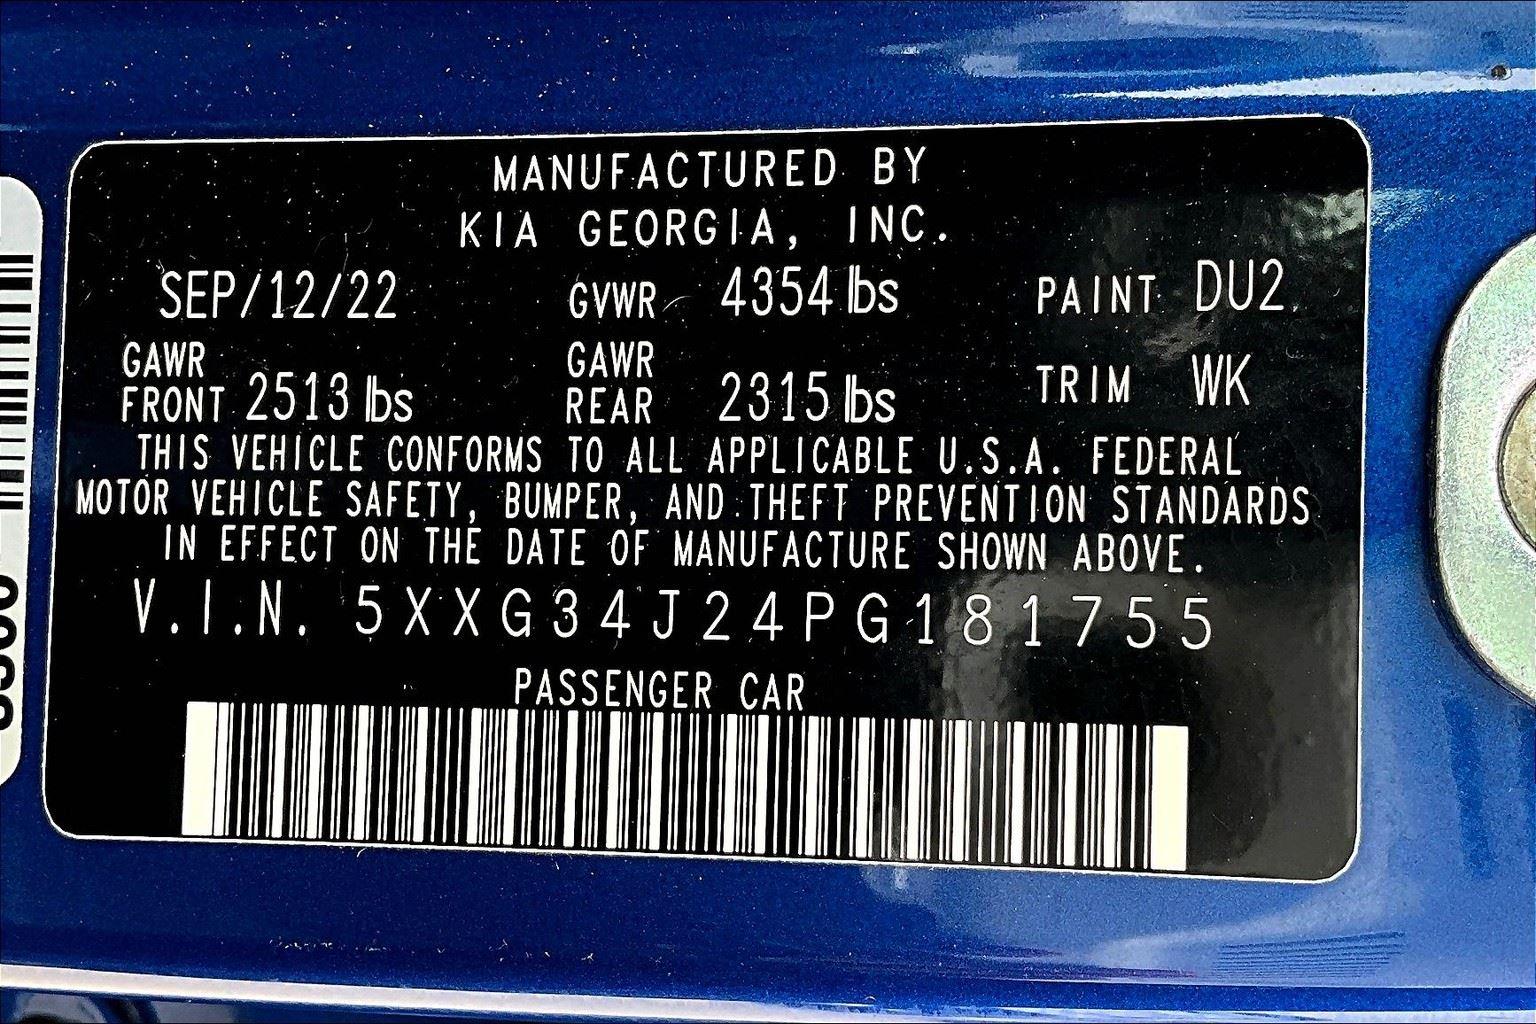 MANUFACTURED BY
KIA GEORGIA, INC.
SEP/12/22 GVWR 4354 lbs PAINT DU2
GAWR FRONT 2513 lbs GAWR REAR 2315 lbs TRIM WK
THIS VEHICLE CONFORMS TO ALL APPLICABLE U.S.A. FEDERAL
MOTOR VEHICLE SAFETY, BUMPER, AND THEFT PREVENTION STANDARDS
IN EFFECT ON THE DATE OF MANUFACTURE SHOWN ABOVE.
V.I.N. 5XXG34J24PG181755
PASSENGER CAR